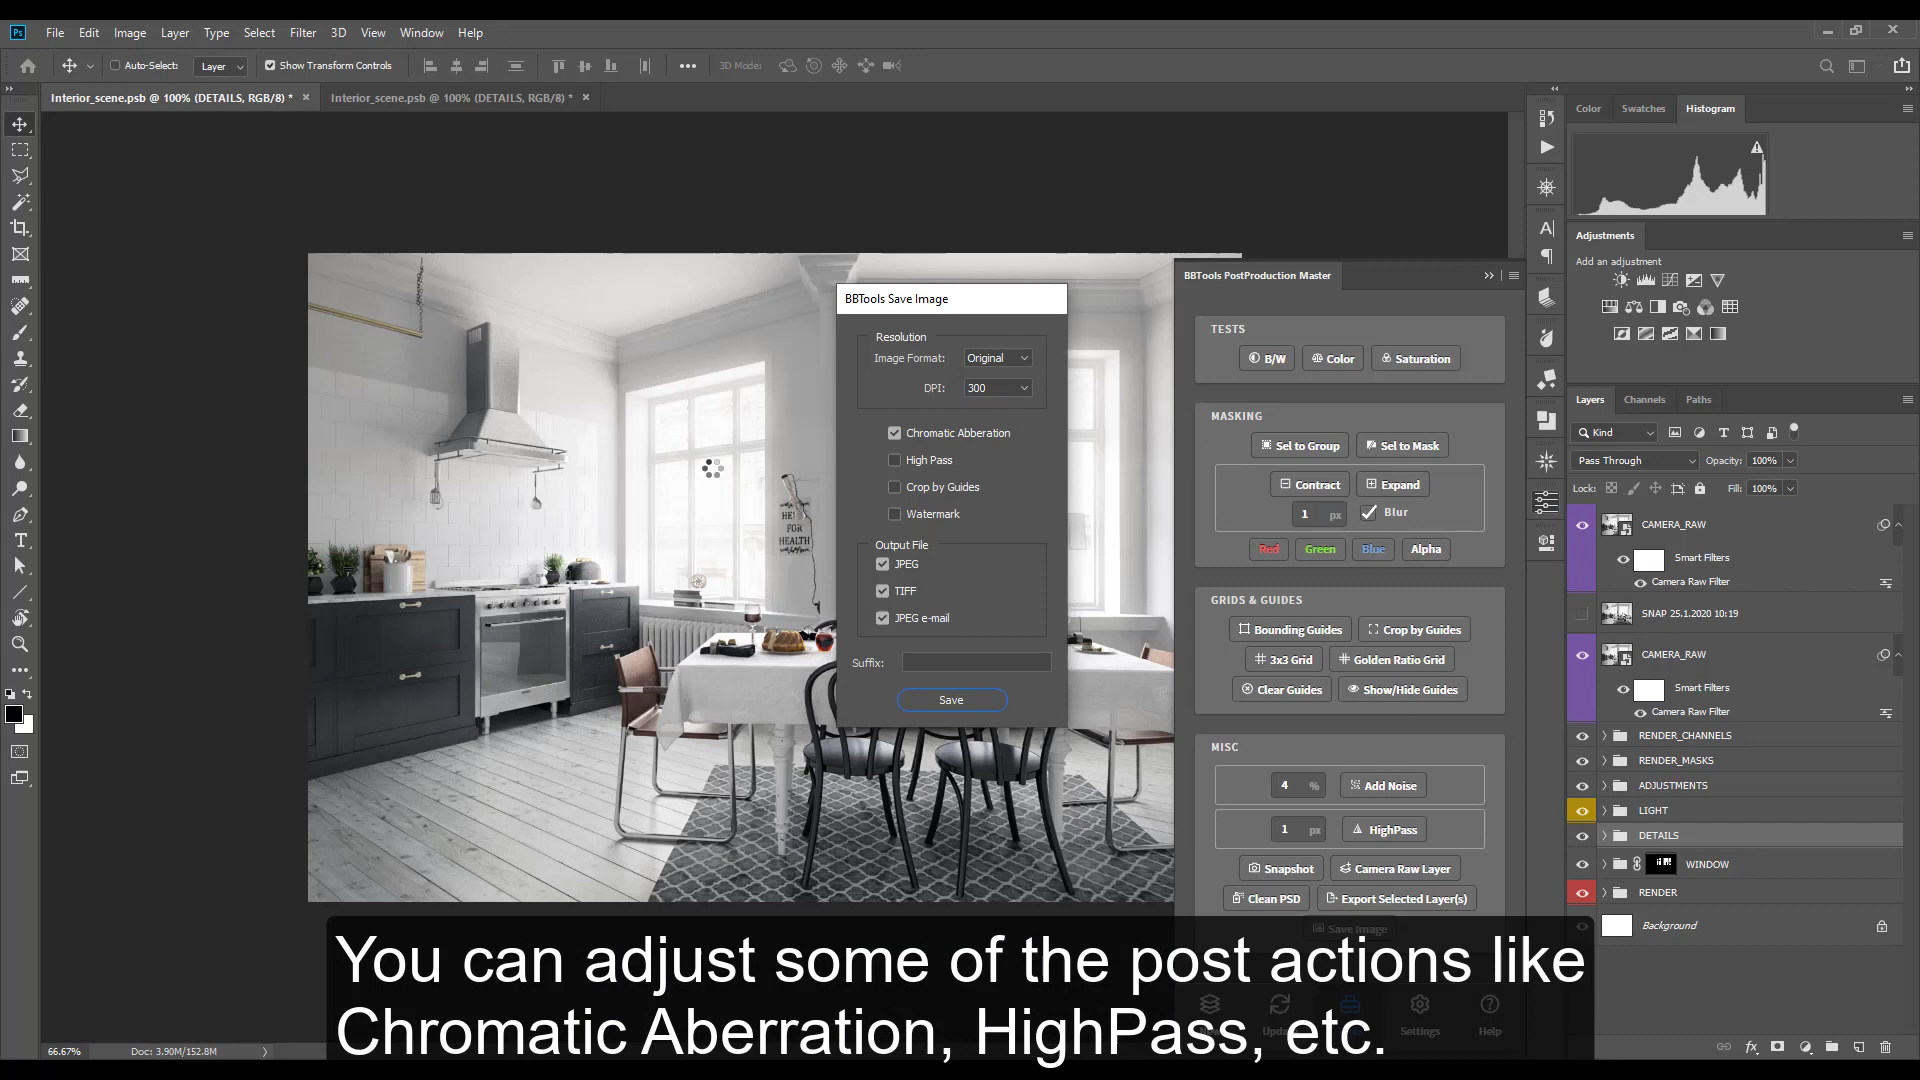 Ps File Edit Image Layer Type Select Filter 3D View Window Help
Auto-Select: Layer Show Transform Controls 3D Mode:
Interior_scene.psb @ 100% (DETAILS, RGB/8) * Interior_scene.psb @ 100% (DETAILS, RGB/8) *
Color Swatches Histogram
Adjustments
Add an adjustment
BBTools Save Image
Resolution
Image Format: Original
DPI: 300
Chromatic Abberation
High Pass
Crop by Guides
Watermark
Output File
JPEG
TIFF
JPEG e-mail
Suffix:
Save
HE
FOR
HEALTH
BBTools PostProduction Master
TESTS
B/W Color Saturation
MASKING
Sel to Group Sel to Mask
Contract Expand
1 px Blur
Red Green Blue Alpha
GRIDS & GUIDES
Bounding Guides Crop by Guides
3x3 Grid Golden Ratio Grid
Clear Guides Show/Hide Guides
MISC
4 % Add Noise
1 px HighPass
Snapshot Camera Raw Layer
Clean PSD Export Selected Layer(s)
Save Image
Settings Help
Layers Channels Paths
Kind
Pass Through Opacity: 100%
Lock: Fill: 100%
CAMERA_RAW
Smart Filters
Camera Raw Filter
SNAP 25.1.2020 10:19
CAMERA_RAW
Smart Filters
Camera Raw Filter
RENDER_CHANNELS
RENDER_MASKS
ADJUSTMENTS
LIGHT
DETAILS
WINDOW
RENDER
Background
You can adjust some of the post actions like
Chromatic Aberration, HighPass, etc.
66.67% Doc: 3.90M/152.8M
fx